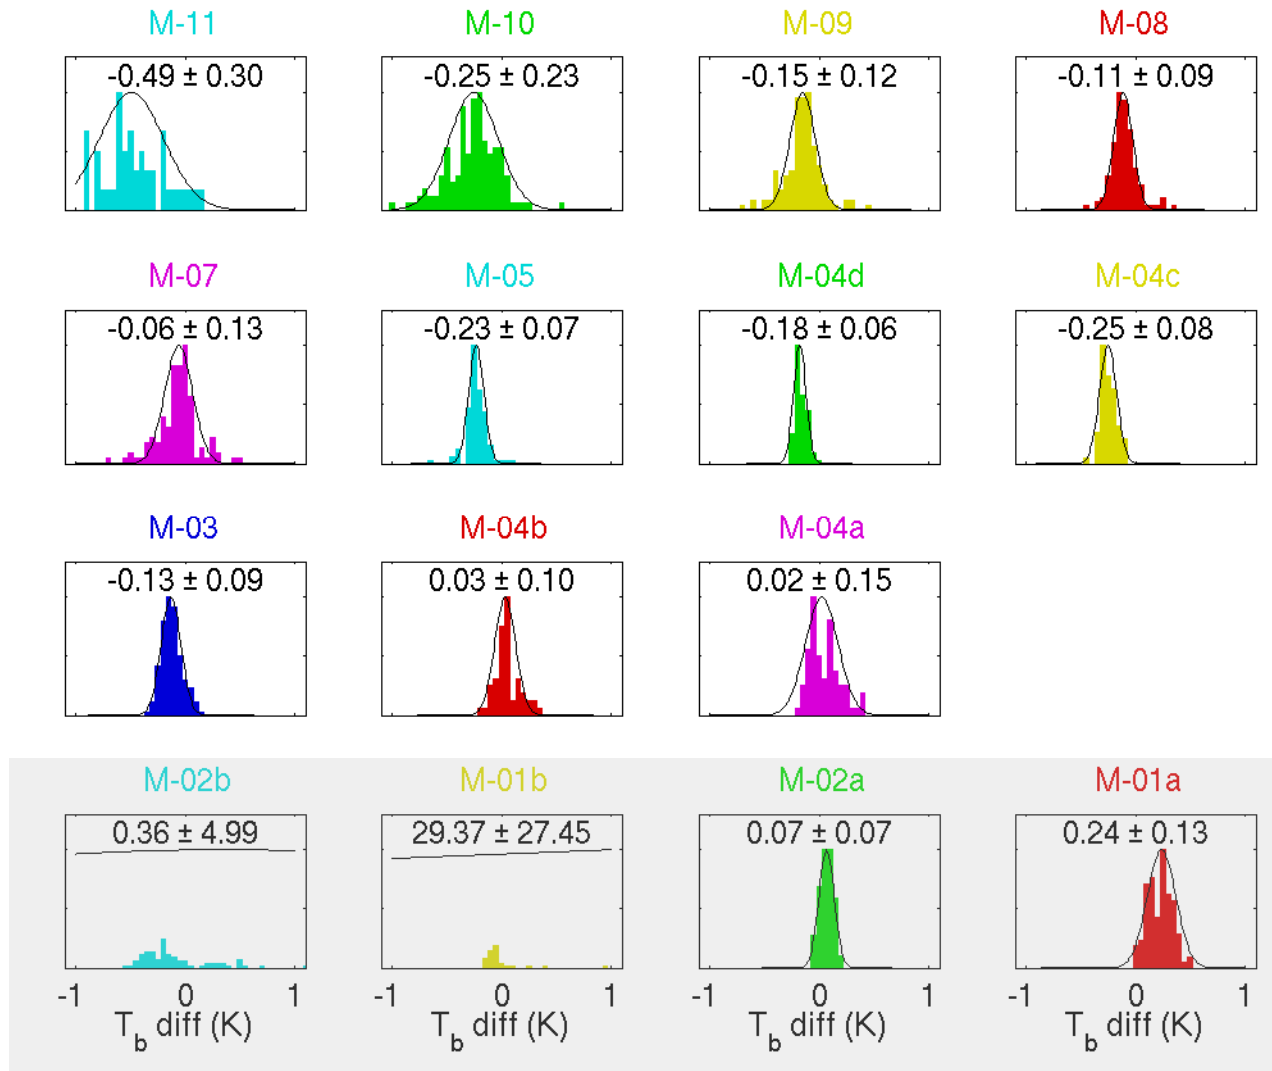 M-11 M-10 M-09 M-08
-0.49 ± 0.30 -0.25 ± 0.23 -0.15 ± 0.12 -0.11 ± 0.09
M-07 M-05 M-04d M-04c
-0.06 ± 0.13 -0.23 ± 0.07 -0.18 ± 0.06 -0.25 ± 0.08
M-03 M-04b M-04a
-0.13 ± 0.09 0.03 ± 0.10 0.02 ± 0.15
M-02b M-01b M-02a M-01a
0.36 ± 4.99 29.37 ± 27.45 0.07 ± 0.07 0.24 ± 0.13
-1 0 1 -1 0 1 -1 0 1 -1 0 1
T_b diff (K) T_b diff (K) T_b diff (K) T_b diff (K)